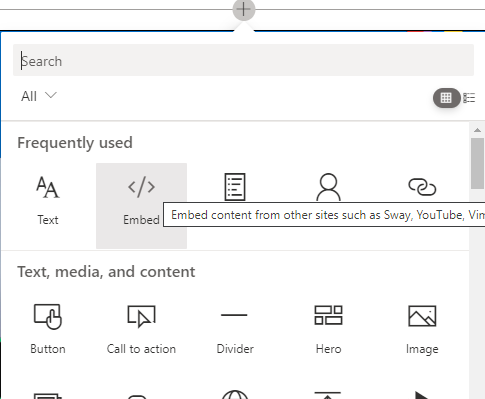 Search
All
Frequently used
Text
Embed
Embed content from other sites such as Sway, YouTube, Vim
Text, media, and content
Button
Call to action
Divider
Hero
Image